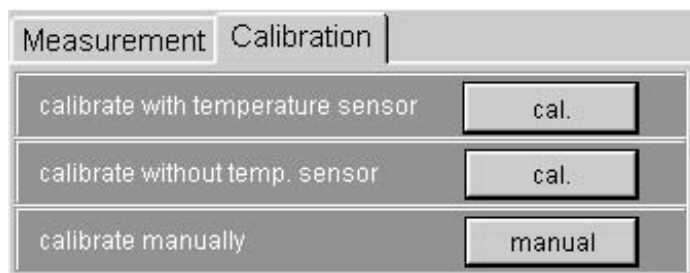 Measurement Calibration
calibrate with temperature sensor cal.
calibrate without temp. sensor cal.
calibrate manually manual